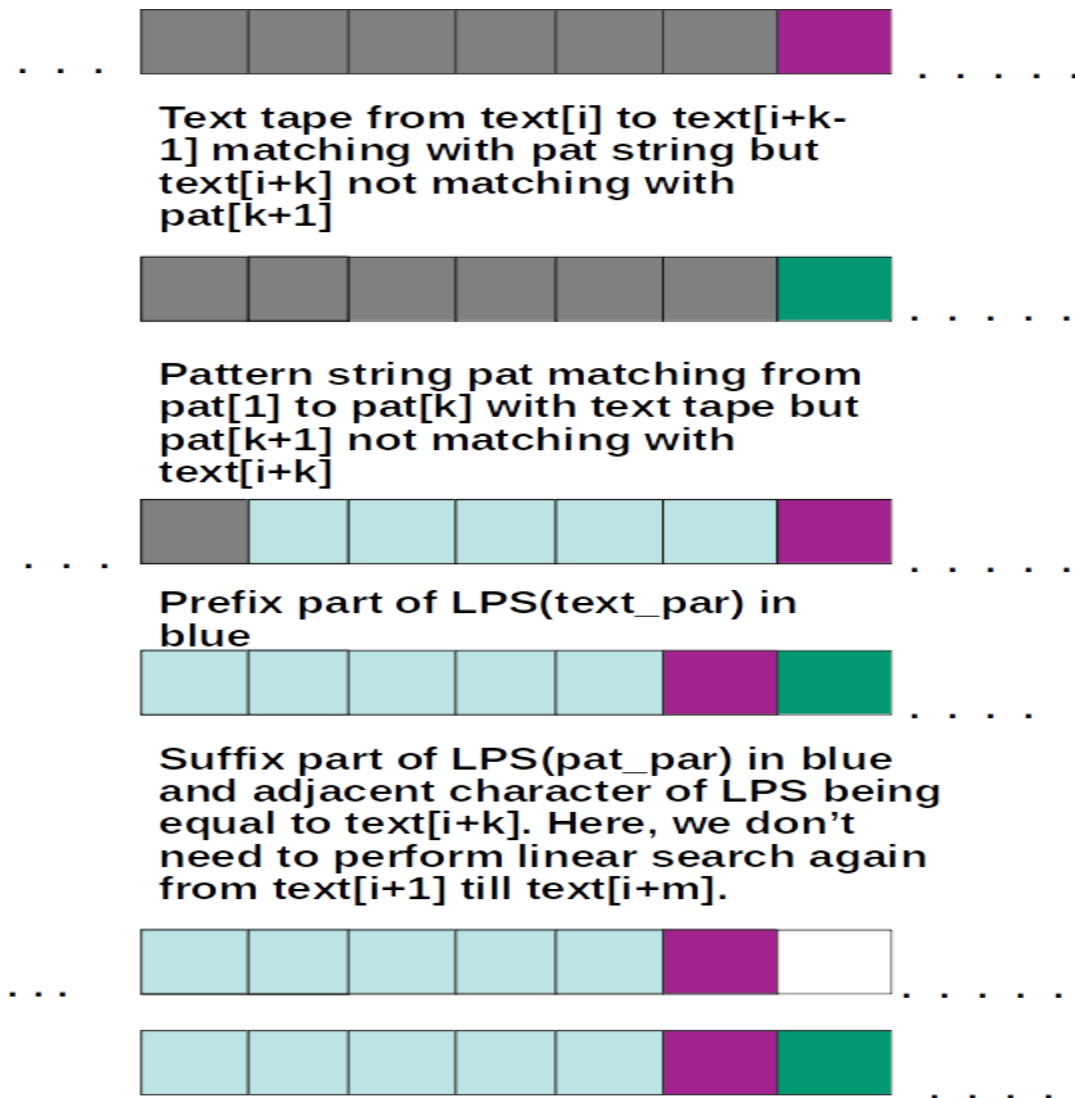 . . .
. . . . .
Text tape from text[i] to text[i+k-
1] matching with pat string but
text[i+k] not matching with
pat[k+1]
. . . . .
Pattern string pat matching from
pat[1] to pat[k] with text tape but
pat[k+1] not matching with
text[i+k]
. . .
. . . . .
Prefix part of LPS(text_par) in
blue
. . . .
Suffix part of LPS(pat_par) in blue
and adjacent character of LPS being
equal to text[i+k]. Here, we don’t
need to perform linear search again
from text[i+1] till text[i+m].
. . .
. . . . .
. . . .